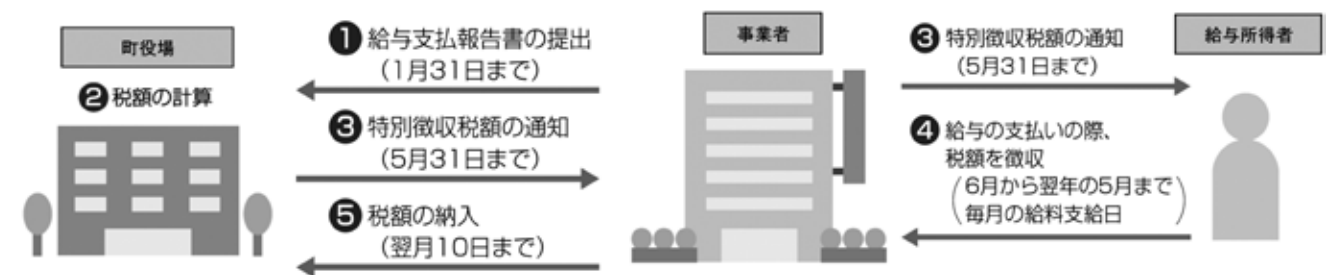 町役場
❷税額の計算
❶給与支払報告書の提出
（1月31日まで）
❸特別徴収税額の通知
（5月31日まで）
❺税額の納入
（翌月10日まで）
事業者
❸特別徴収税額の通知
（5月31日まで）
❹給与の支払いの際、
税額を徴収
（6月から翌年の5月まで
毎月の給料支給日）
給与所得者